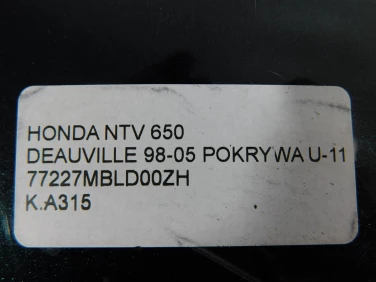 HONDA NTV 650
DEAUVILLE 98-05 POKRYWA U-11
77227MBLD00ZH
K.A315